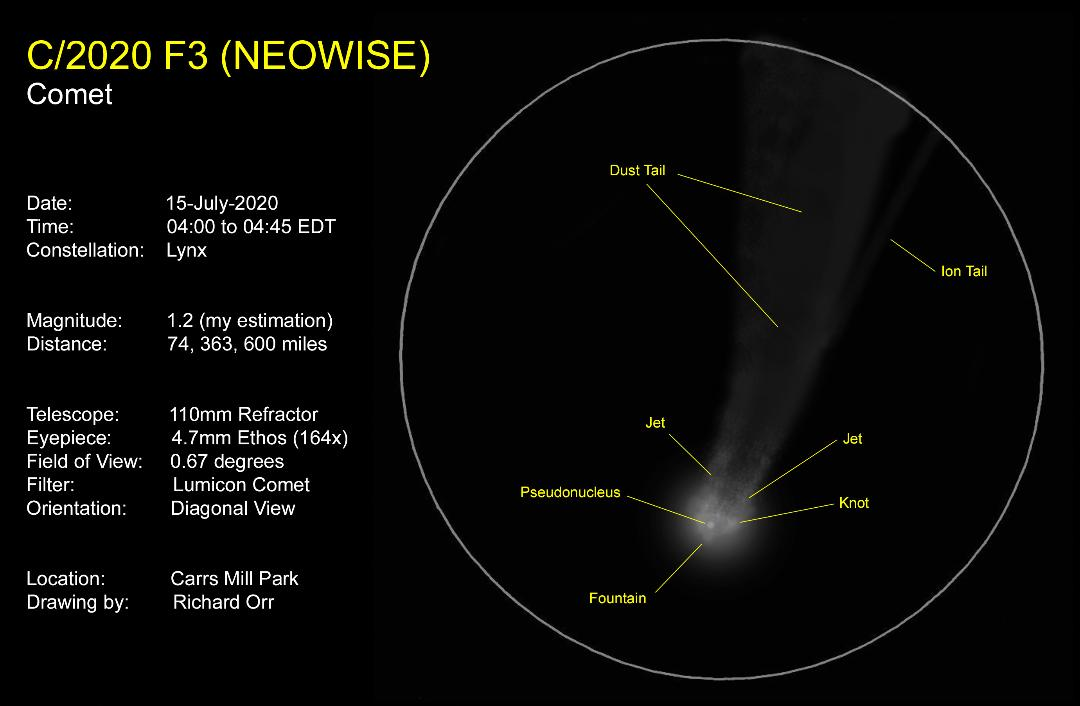 C/2020 F3 (NEOWISE)
Comet
Date: 15-July-2020
Time: 04:00 to 04:45 EDT
Constellation: Lynx
Magnitude: 1.2 (my estimation)
Distance: 74, 363, 600 miles
Telescope: 110mm Refractor
Eyepiece: 4.7mm Ethos (164x)
Field of View: 0.67 degrees
Filter: Lumicon Comet
Orientation: Diagonal View
Location: Carrs Mill Park
Drawing by: Richard Orr
Dust Tail
Ion Tail
Jet
Jet
Pseudonucleus
Knot
Fountain